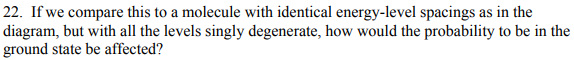 22. If we compare this to a molecule with identical energy-level spacings as in the
diagram, but with all the levels singly degenerate, how would the probability to be in the
ground state be affected?